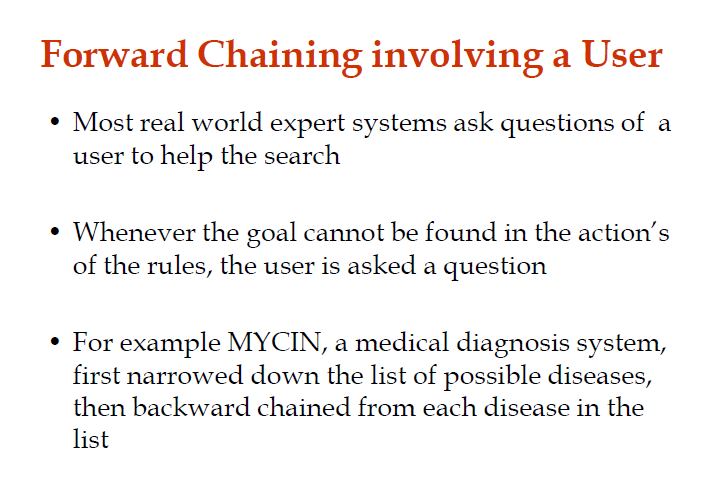 Forward Chaining involving a User
• Most real world expert systems ask questions of a
user to help the search
• Whenever the goal cannot be found in the action’s
of the rules, the user is asked a question
• For example MYCIN, a medical diagnosis system,
first narrowed down the list of possible diseases,
then backward chained from each disease in the
list